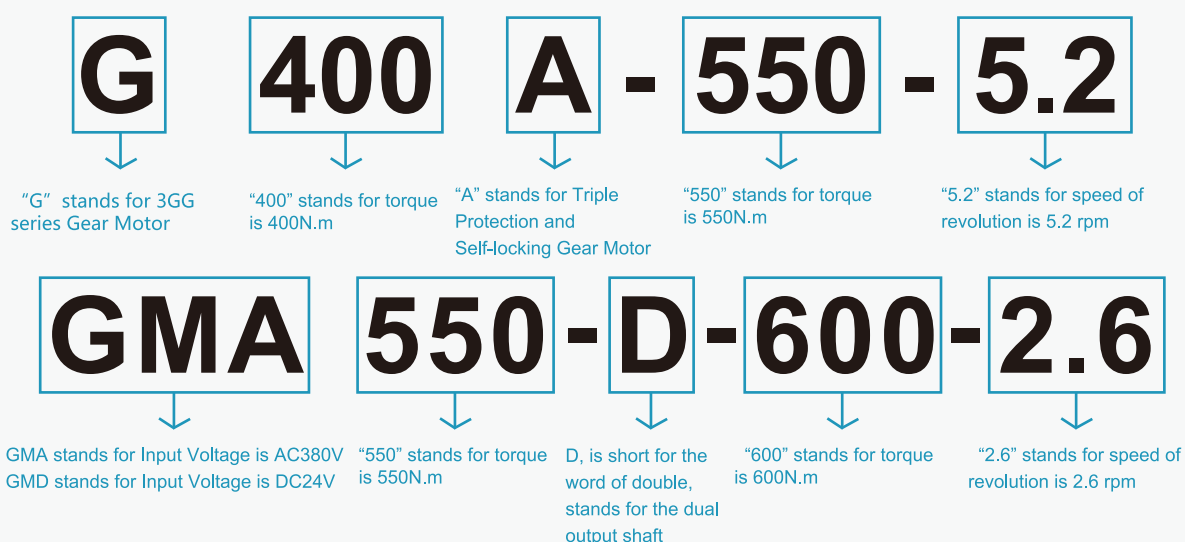 G 400 A - 550 - 5.2
“G” stands for 3GG
series Gear Motor
“400” stands for torque
is 400N.m
“A” stands for Triple
Protection and
Self-locking Gear Motor
“550” stands for torque
is 550N.m
“5.2” stands for speed of
revolution is 5.2 rpm
GMA 550 - D - 600 - 2.6
GMA stands for Input Voltage is AC380V
GMD stands for Input Voltage is DC24V
“550” stands for torque
is 550N.m
D, is short for the
word of double,
stands for the dual
output shaft
“600” stands for torque
is 600N.m
“2.6” stands for speed of
revolution is 2.6 rpm